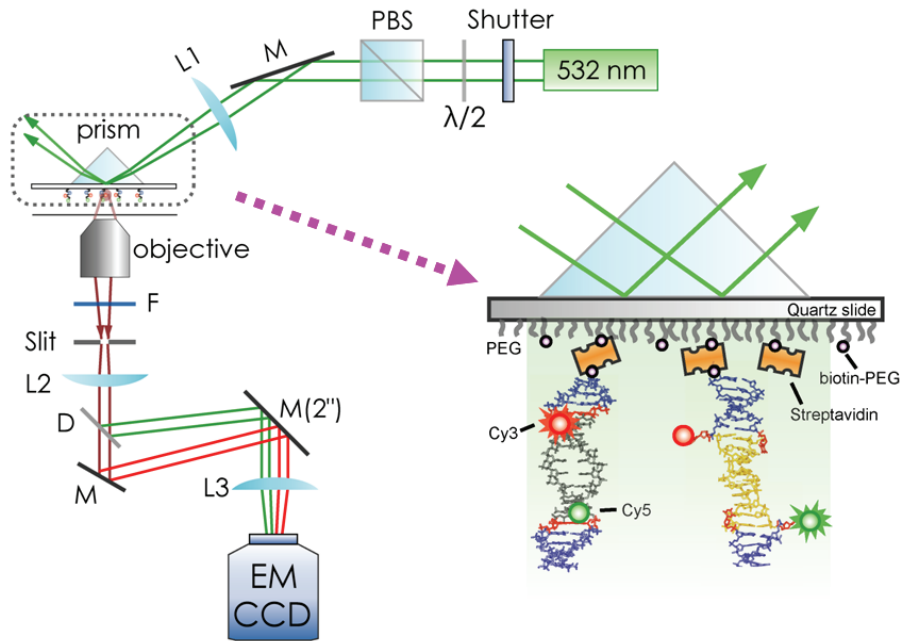 PBS
Shutter
M
L1
532 nm
λ/2
prism
objective
F
Slit
L2
D
M(2")
M
L3
EM
CCD
Quartz slide
PEG
biotin-PEG
Streptavidin
Cy3
Cy5